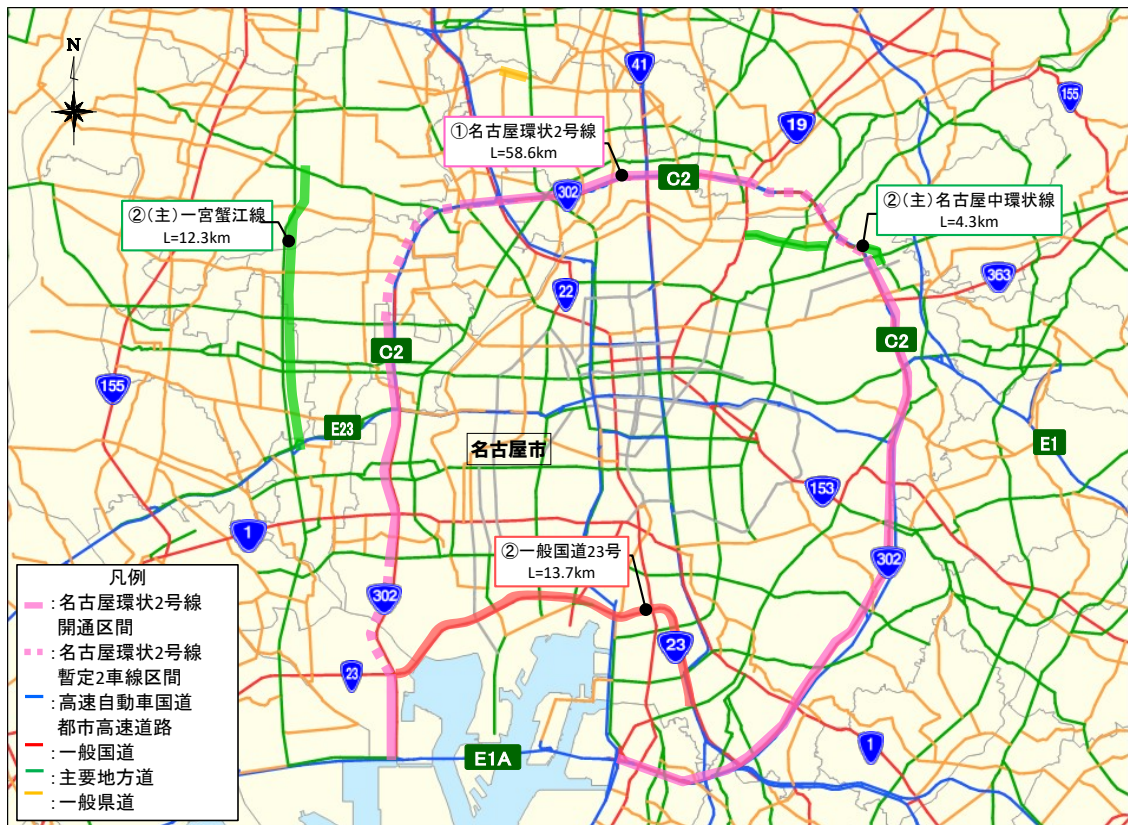 N
41
155
19
①名古屋環状2号線
L=58.6km
C2
302
②(主)一宮蟹江線
L=12.3km
②(主)名古屋中環状線
L=4.3km
363
22
C2
C2
155
E23
名古屋市
E1
153
1
②一般国道23号
L=13.7km
302
302
23
23
1
E1A
凡例
:名古屋環状2号線
開通区間
:名古屋環状2号線
暫定2車線区間
:高速自動車国道
都市高速道路
:一般国道
:主要地方道
:一般県道